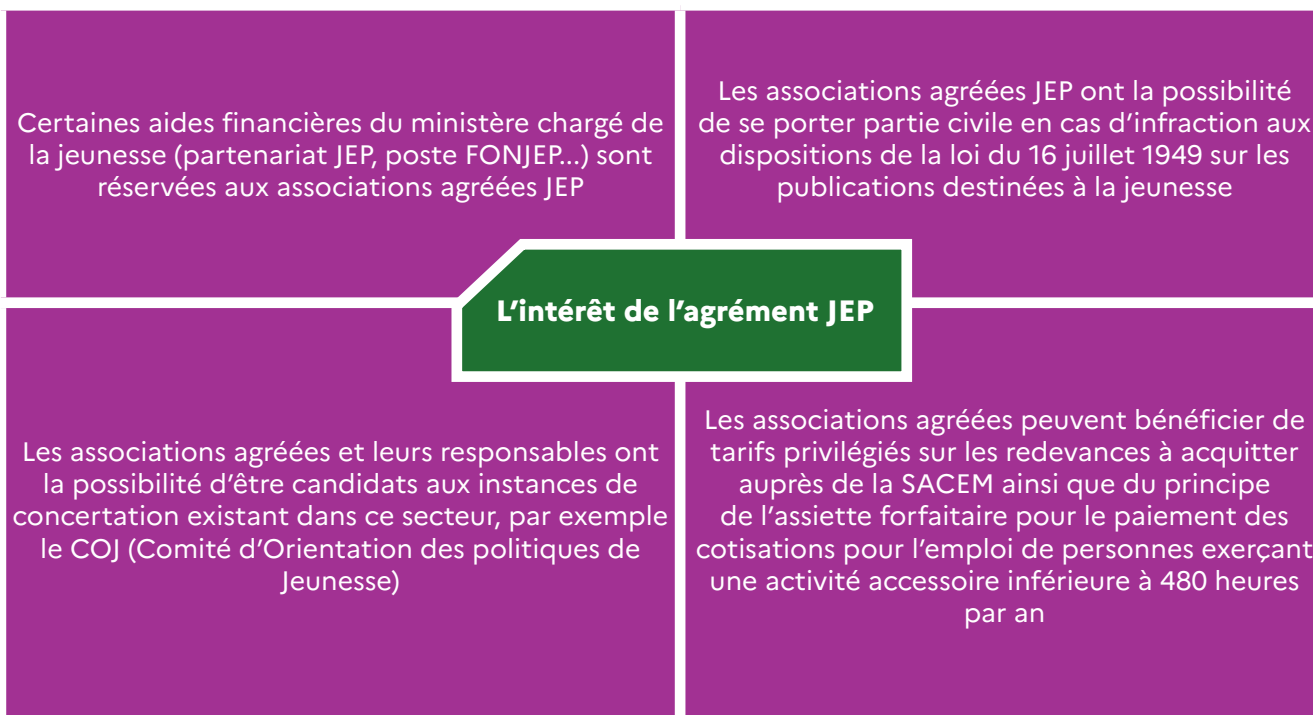 Certaines aides financières du ministère chargé de
la jeunesse (partenariat JEP, poste FONJEP...) sont
réservées aux associations agréées JEP
Les associations agréées JEP ont la possibilité
de se porter partie civile en cas d'infraction aux
dispositions de la loi du 16 juillet 1949 sur les
publications destinées à la jeunesse
L'intérêt de l'agrément JEP
Les associations agréées et leurs responsables ont
la possibilité d'être candidats aux instances de
concertation existant dans ce secteur, par exemple
le COJ (Comité d'Orientation des politiques de
Jeunesse)
Les associations agréées peuvent bénéficier de
tarifs privilégiés sur les redevances à acquitter
auprès de la SACEM ainsi que du principe
de l'assiette forfaitaire pour le paiement des
cotisations pour l'emploi de personnes exerçant
une activité accessoire inférieure à 480 heures
par an